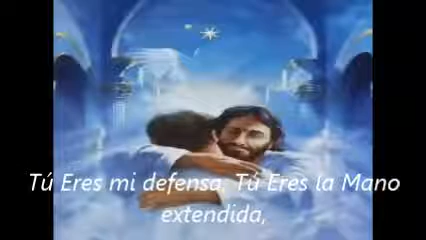 Tú Eres mi defensa, Tú Eres la Mano
extendida,